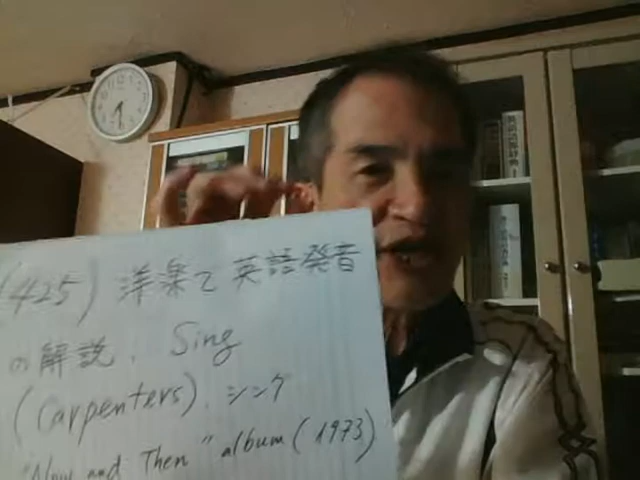 (425) 洋楽で英語発音
の解説. Sing
(Carpenters). シング
"Now and Then" album (1973)